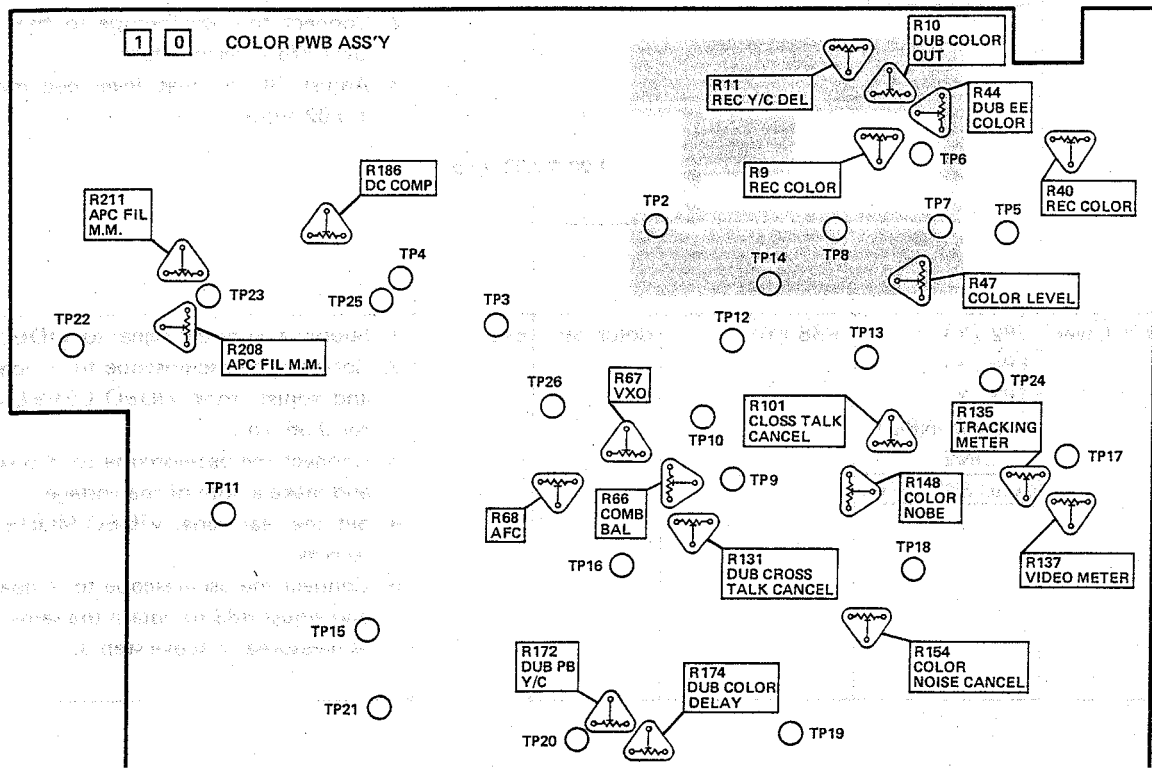 1 0 COLOR PWB ASS'Y
R10
DUB COLOR
OUT
R11
REC Y/C DEL
R44
DUB EE
COLOR
R9
REC COLOR
TP6
R40
REC COLOR
R186
DC COMP
R211
APC FIL
M.M.
TP2
TP7
TP5
TP8
TP4
TP14
TP23
TP25
R47
COLOR LEVEL
TP3
TP22
TP12
TP13
R208
APC FIL M.M.
R67
VXO
TP24
TP26
R101
CLOSS TALK
CANCEL
R135
TRACKING
METER
TP10
TP17
TP11
TP9
R66
COMB
BAL
R148
COLOR
NOBE
R68
AFC
TP16
R131
DUB CROSS
TALK CANCEL
TP18
R137
VIDEO METER
TP15
R172
DUB PB
Y/C
R174
DUB COLOR
DELAY
R154
COLOR
NOISE CANCEL
TP21
TP20
TP19